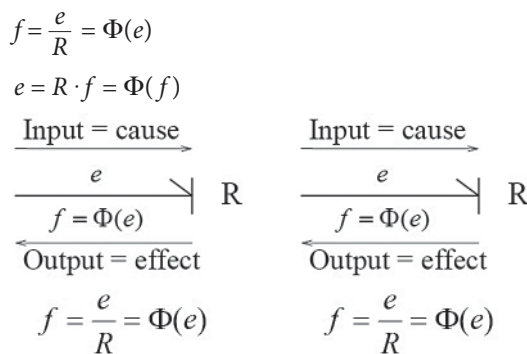 f = e/R = Φ(e)
e = R · f = Φ(f)
Input = cause Input = cause
e e
R R
f = Φ(e) f = Φ(e)
Output = effect Output = effect
f = e/R = Φ(e) f = e/R = Φ(e)